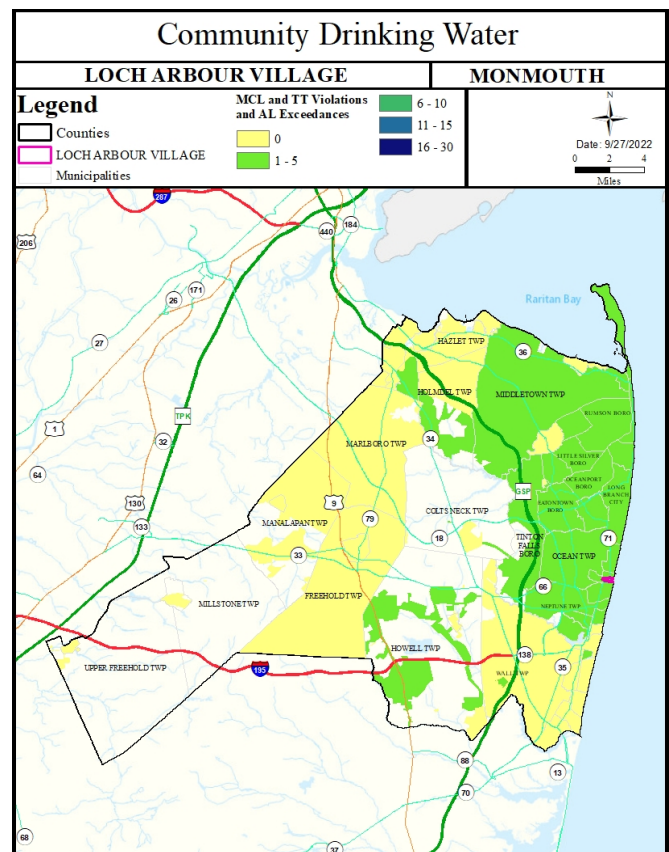 Community Drinking Water
LOCH ARBOUR VILLAGE
MONMOUTH
Legend
Counties
LOCH ARBOUR VILLAGE
Municipalities
MCL and TT Violations
and AL Exceedances
0
1 - 5
6 - 10
11 - 15
16 - 30
N
Date: 9/27/2022
0 2 4
Miles
287
206
440
184
171
26
27
Raritan Bay
HAZLET TWP
36
HOLMDEL TWP
MIDDLETOWN TWP
RUMSON BORO
TPK
1
32
34
MARLBORO TWP
LITTLE SILVER
BORO
64
OCEANPORT
BORO
LONG
BRANCH
CITY
GSP
EATONTOWN
BORO
130
9
133
79
COLTS NECK TWP
MANALAPAN TWP
18
TINTON
FALLS
BORO
71
33
OCEAN TWP
66
MILLSTONE TWP
FREEHOLD TWP
NEPTUNE TWP
HOWELL TWP
138
35
UPPER FREEHOLD TWP
195
WALL TWP
88
13
70
68
37